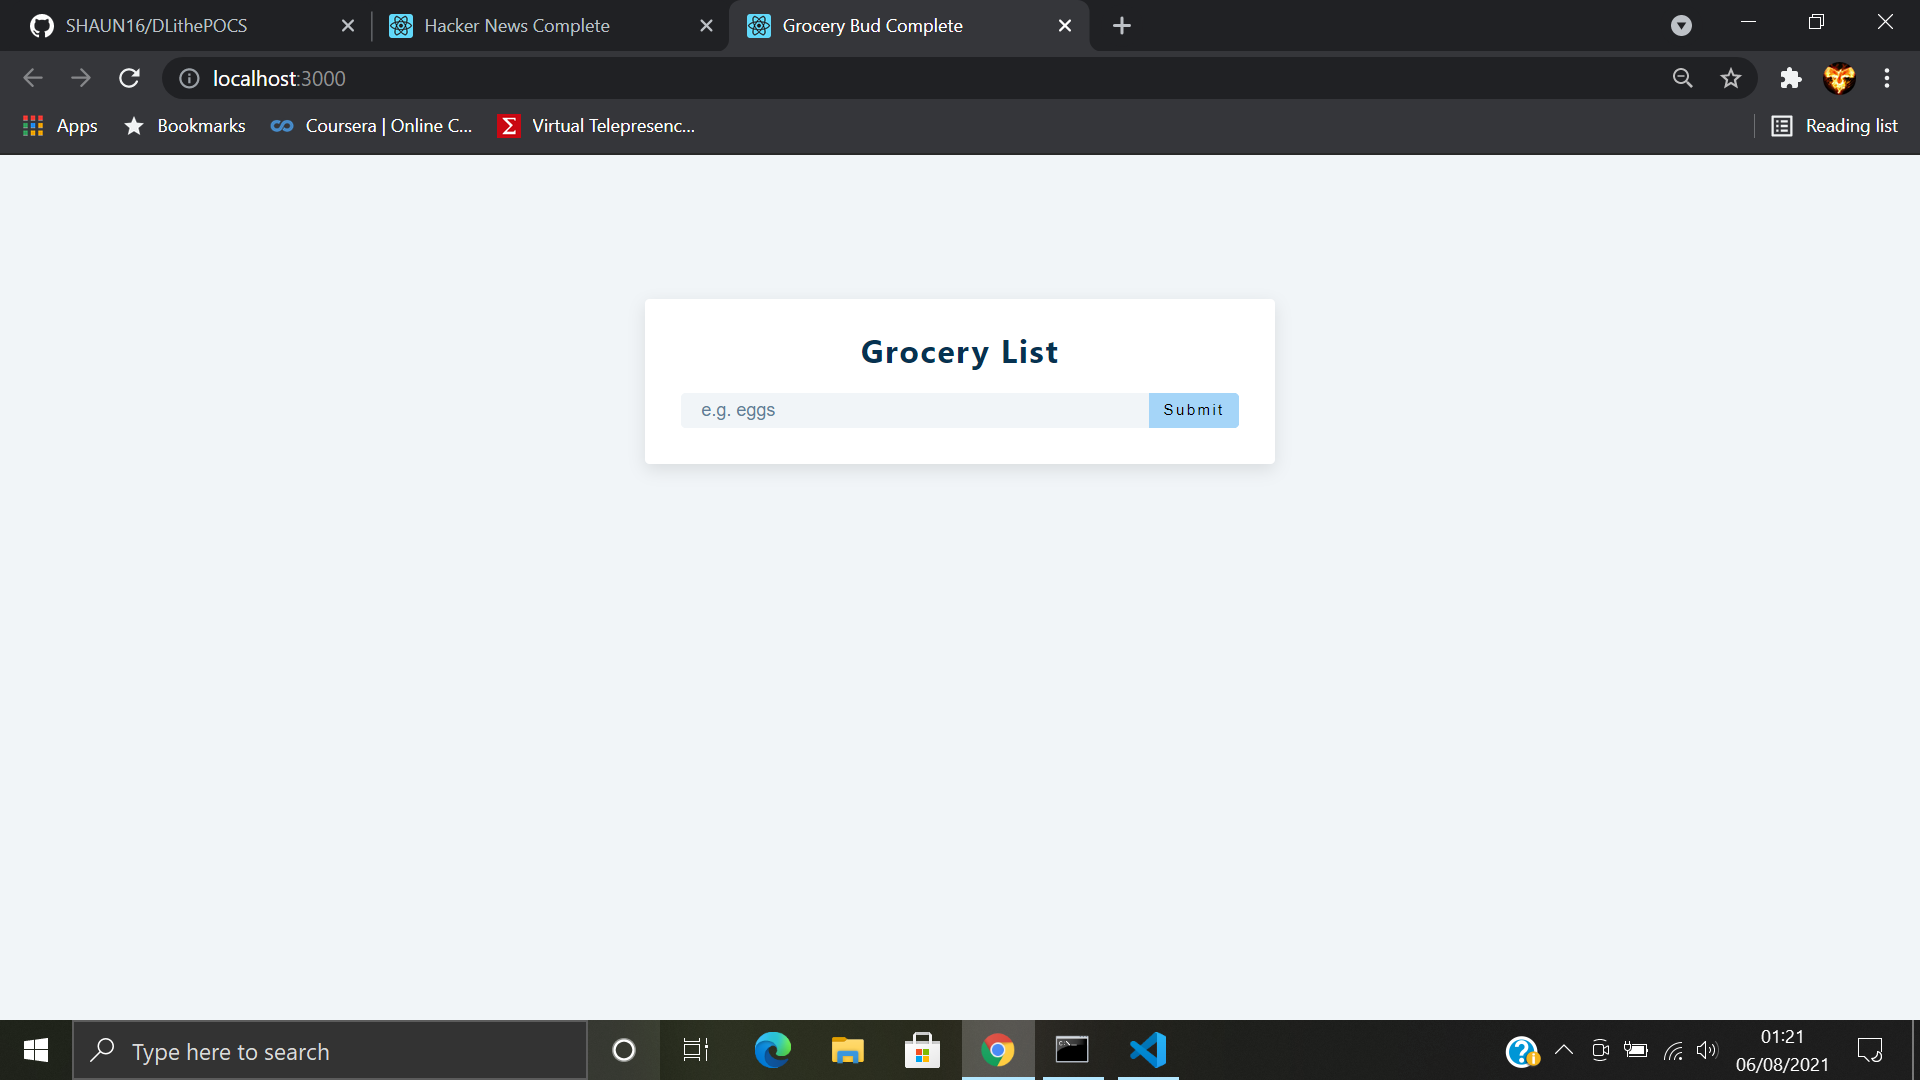 SHAUN16/DLithePOCS
Hacker News Complete
Grocery Bud Complete
localhost:3000
Apps
Bookmarks
Coursera | Online C...
Virtual Telepresenc...
Reading list
Grocery List
e.g. eggs
Submit
Type here to search
01:21
06/08/2021